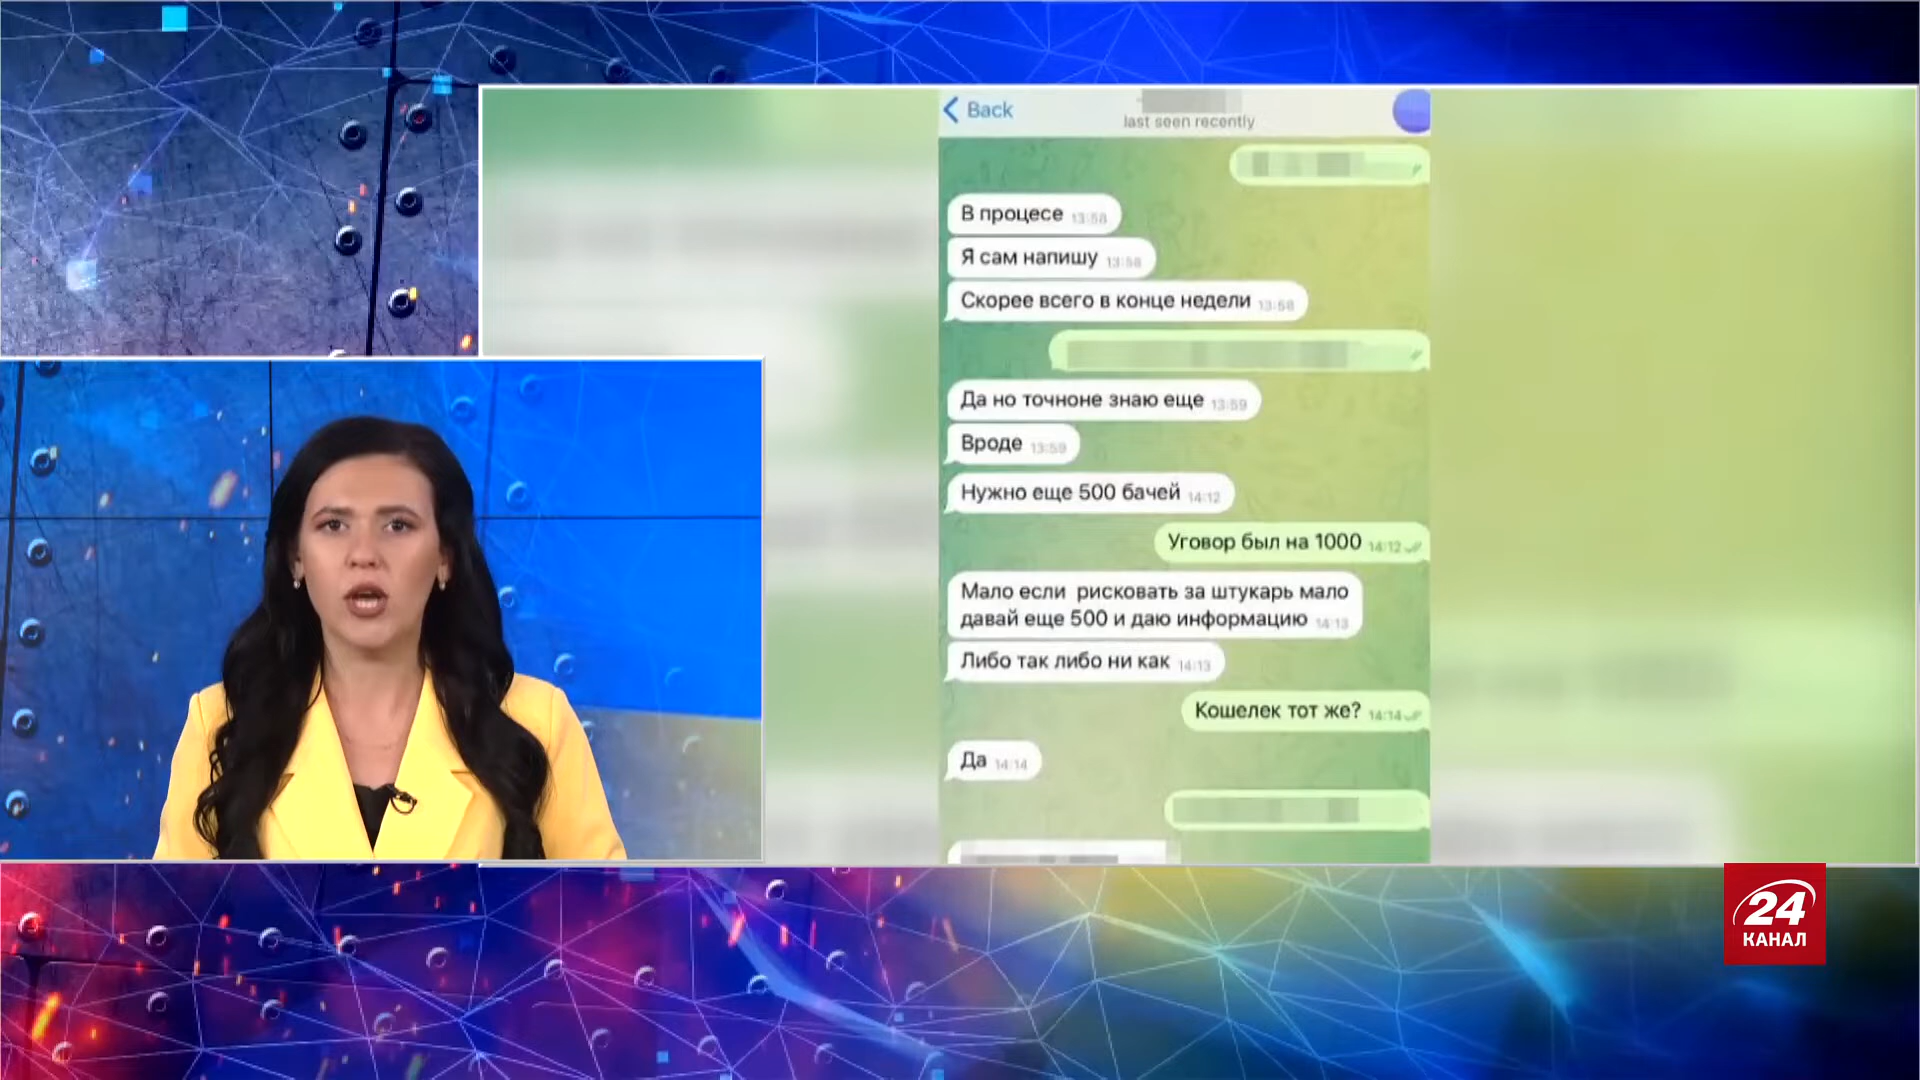 Back
last seen recently
В процесе 13:58
Я сам напишу 13:58
Скорее всего в конце недели 13:58
Да но точноне знаю еще 13:59
Вроде 13:59
Нужно еще 500 бачей 14:12
Уговор был на 1000 14:12
Мало если рисковать за штукарь мало
давай еще 500 и даю информацию 14:13
Либо так либо ни как 14:13
Кошелек тот же? 14:14
Да 14:14
24
КАНАЛ